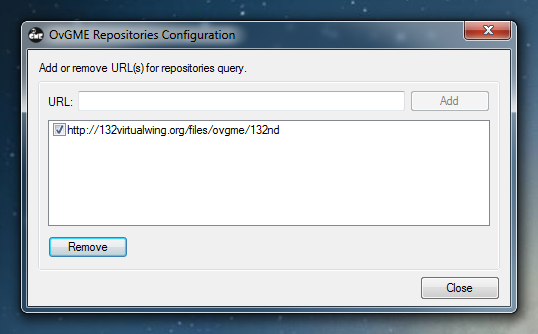 OvGME Repositories Configuration
Add or remove URL(s) for repositories query.
URL:
Add
http://132virtualwing.org/files/ovgme/132nd
Remove
Close